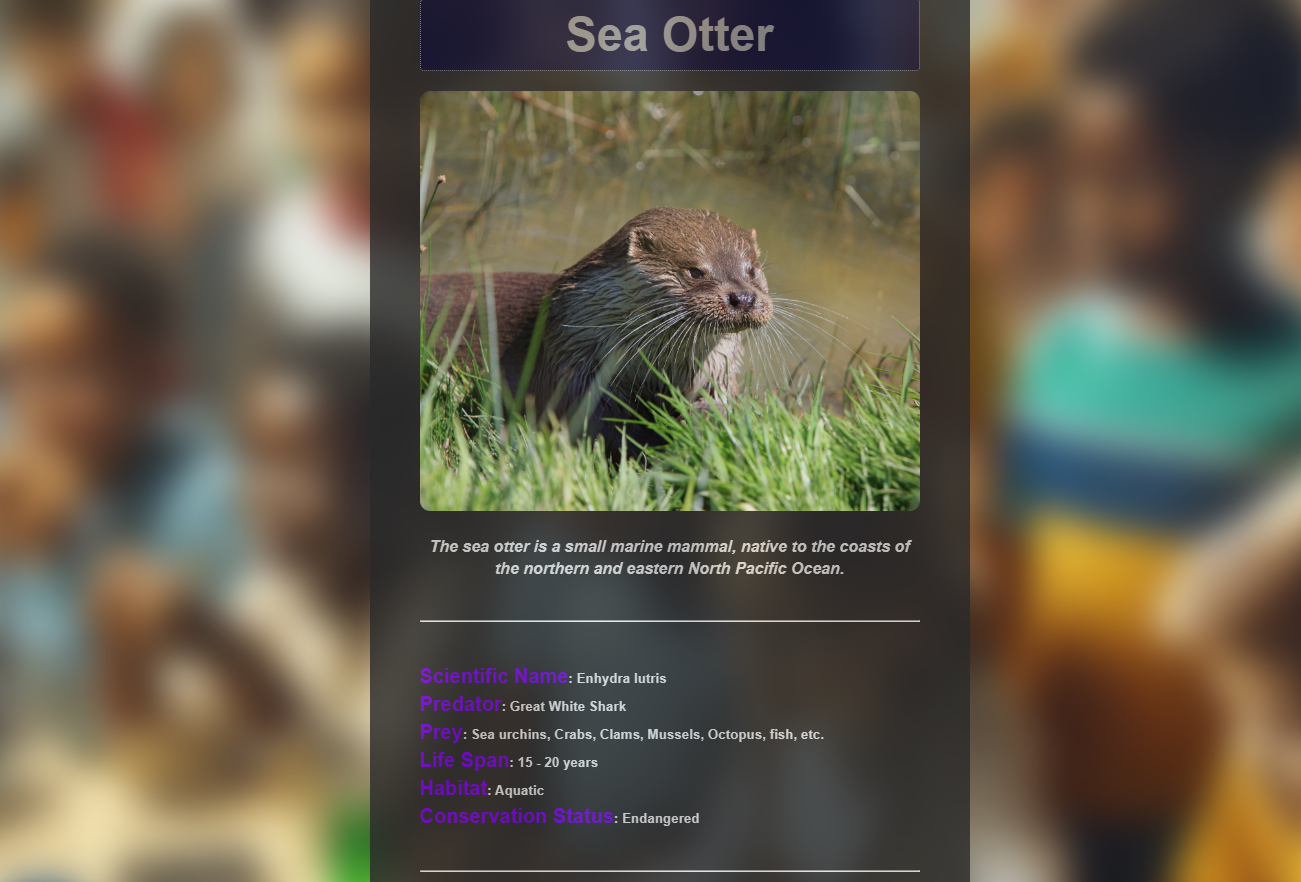 Sea Otter
The sea otter is a small marine mammal, native to the coasts of
the northern and eastern North Pacific Ocean.
Scientific Name: Enhydra lutris
Predator: Great White Shark
Prey: Sea urchins, Crabs, Clams, Mussels, Octopus, fish, etc.
Life Span: 15 - 20 years
Habitat: Aquatic
Conservation Status: Endangered